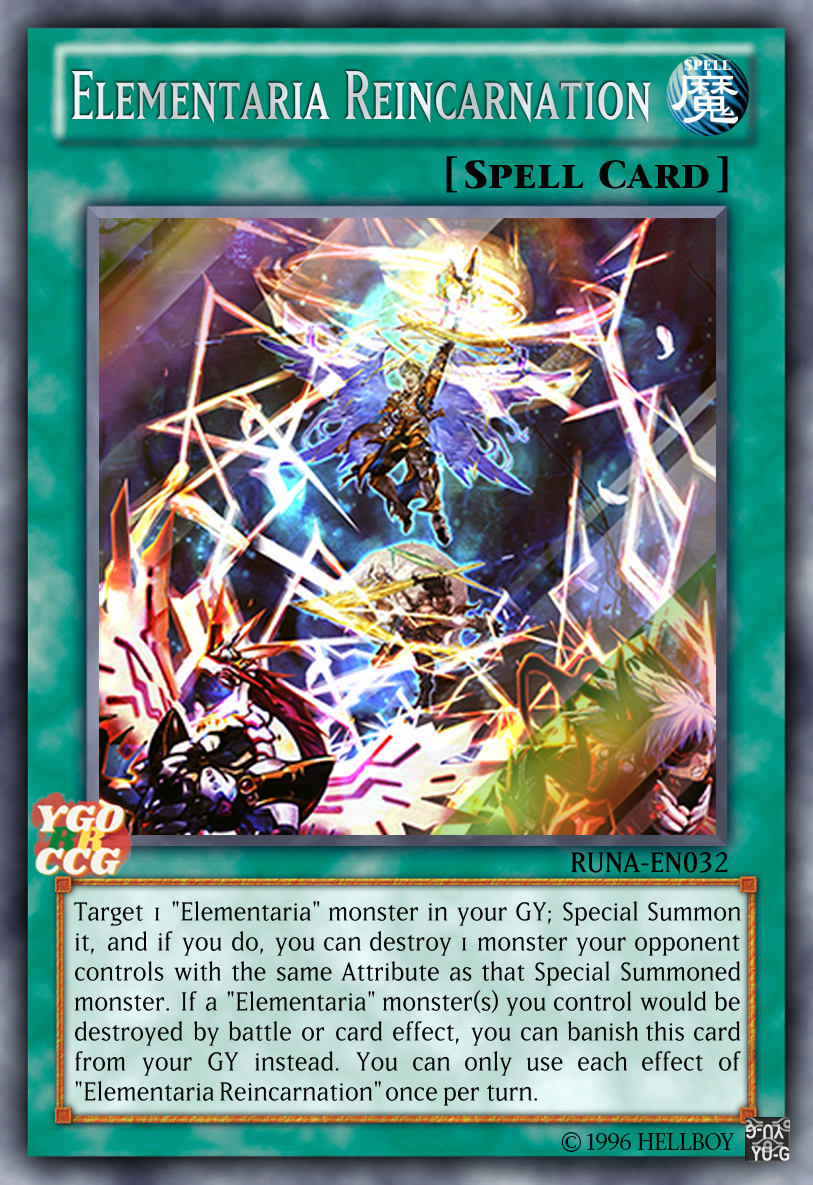 ELEMENTARIA REINCARNATION
SPELL
魔
[SPELL CARD]
YGO
RR
CCG
RUNA-EN032
Target 1 "Elementaria" monster in your GY; Special Summon
it, and if you do, you can destroy 1 monster your opponent
controls with the same Attribute as that Special Summoned
monster. If a "Elementaria" monster(s) you control would be
destroyed by battle or card effect, you can banish this card
from your GY instead. You can only use each effect of
"Elementaria Reincarnation" once per turn.
© 1996 HELLBOY
YU-G
YU-G